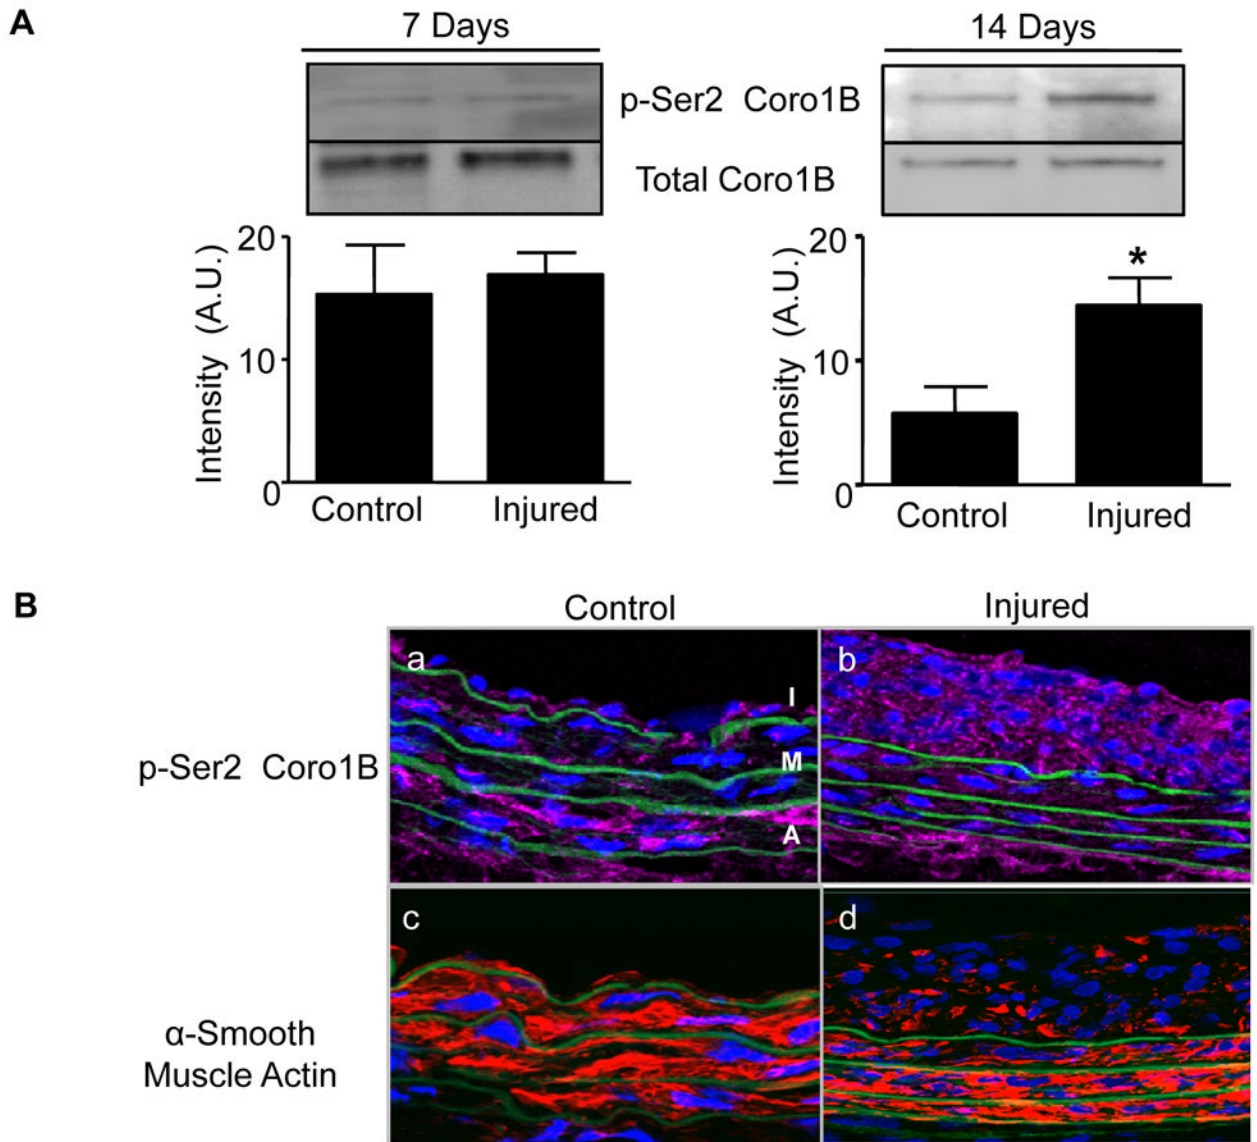 A
7 Days
14 Days
p-Ser2 Coro1B
Total Coro1B
20
10
0
Intensity (A.U.)
Control
Injured
20
10
0
Intensity (A.U.)
*
Control
Injured
B
Control
Injured
p-Ser2 Coro1B
a
I
M
A
b
α-Smooth
Muscle Actin
c
d